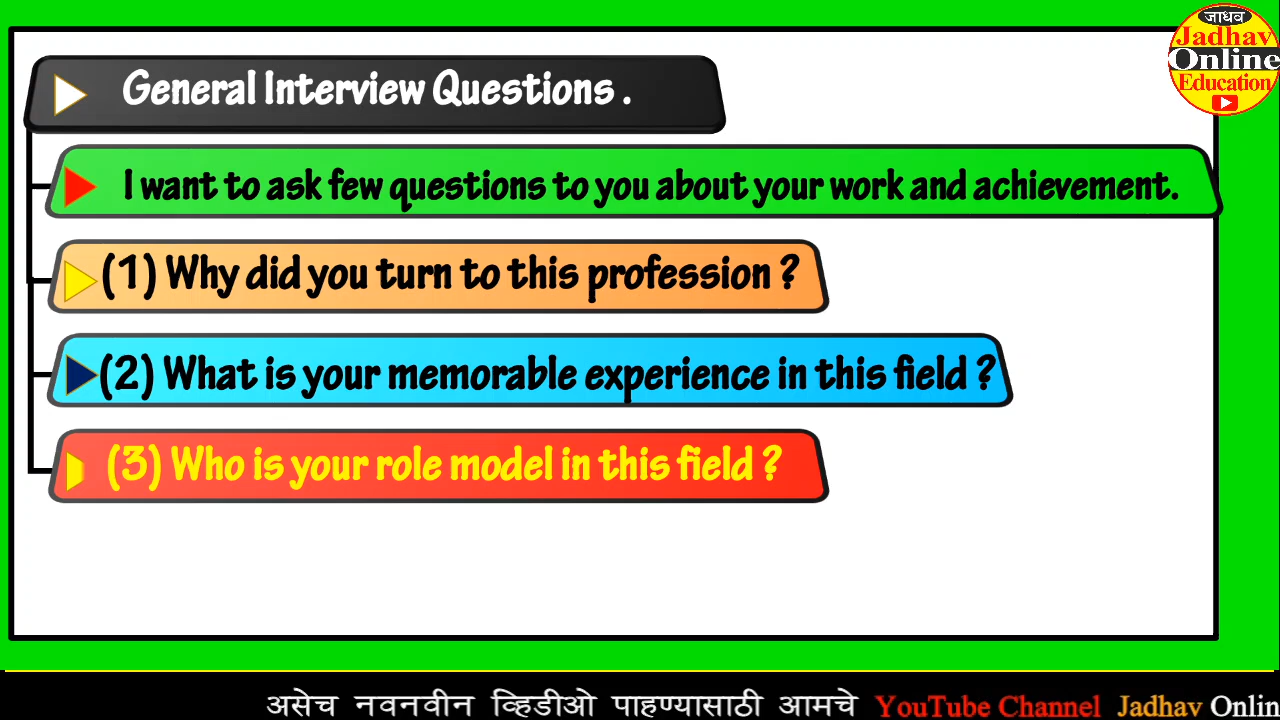 जाधव
Jadhav
Online
Education
General Interview Questions .
I want to ask few questions to you about your work and achievement.
(1) Why did you turn to this profession ?
(2) What is your memorable experience in this field ?
(3) Who is your role model in this field ?
असेच नवनवीन व्हिडीओ पाहण्यासाठी आमचे YouTube Channel Jadhav Onlin